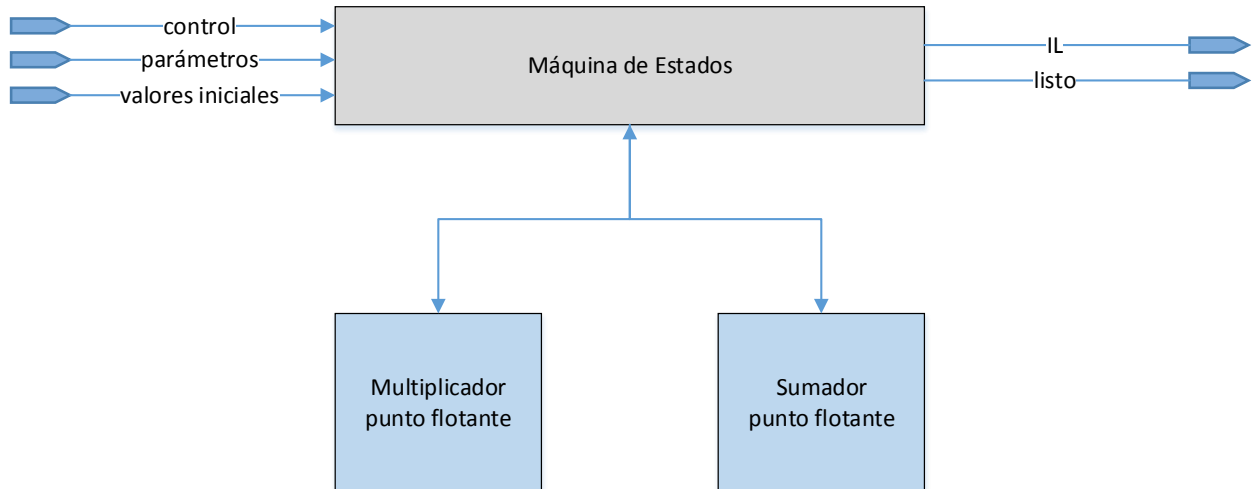 control
parámetros
valores iniciales
Máquina de Estados
IL
listo
Multiplicador
punto flotante
Sumador
punto flotante